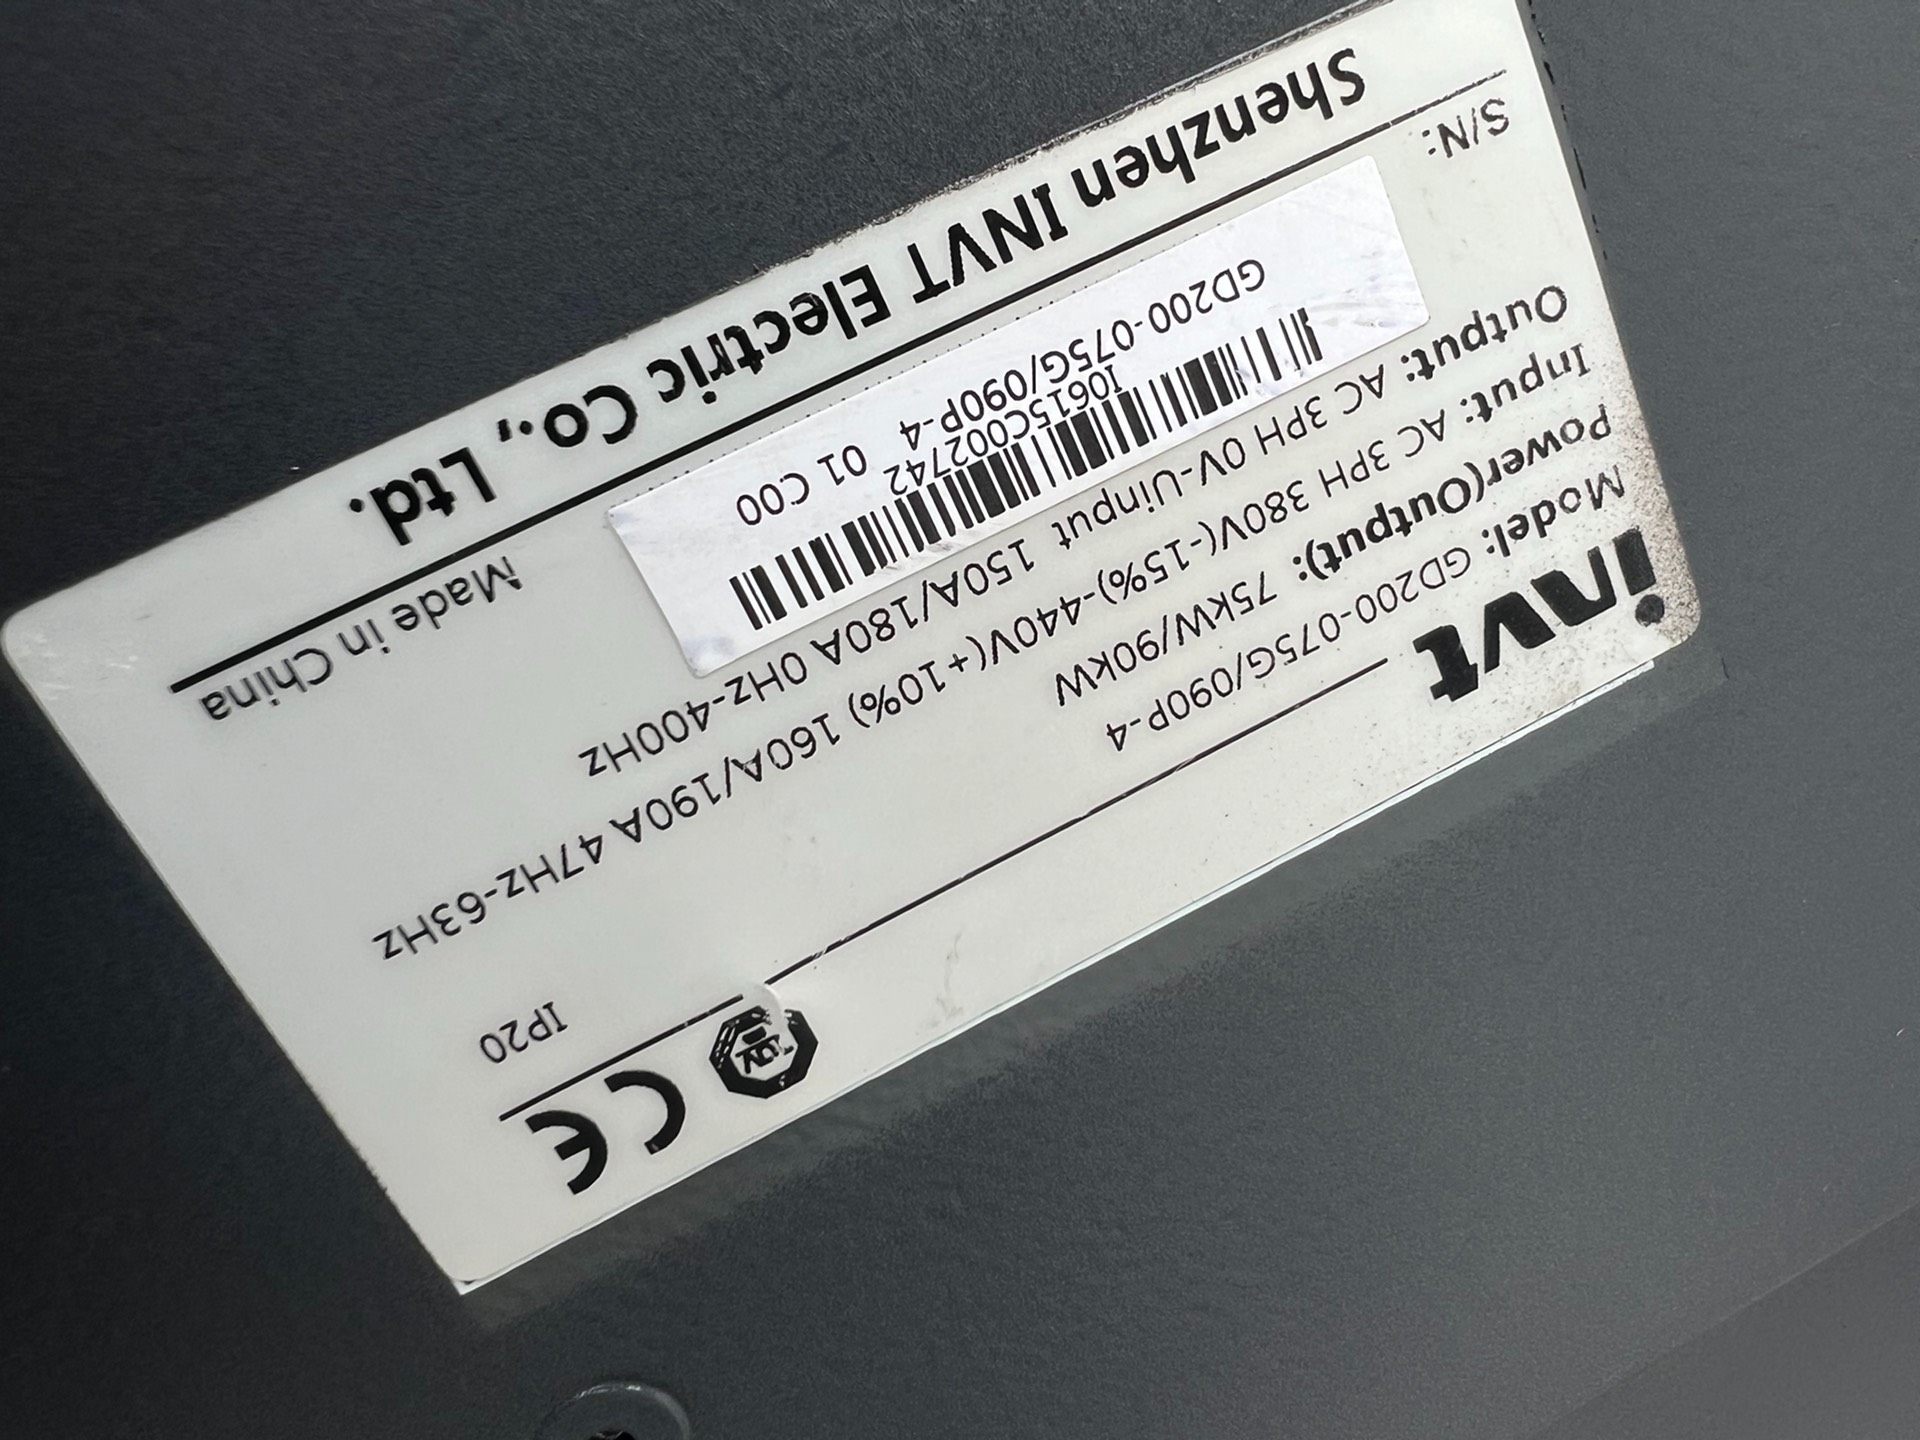 invt
TÜV
CE
Model: GD200-075G/090P-4
IP20
Power(Output): 75kW/90kW
Input: AC 3PH 380V(-15%)-440V(+10%) 160A/190A 47Hz-63Hz
Output: AC 3PH 0V-Uinput 150A/180A 0Hz-400Hz
S/N:
I0615C002742
GD200-075G/090P-4 01 C00
Made in China
Shenzhen INVT Electric Co., Ltd.